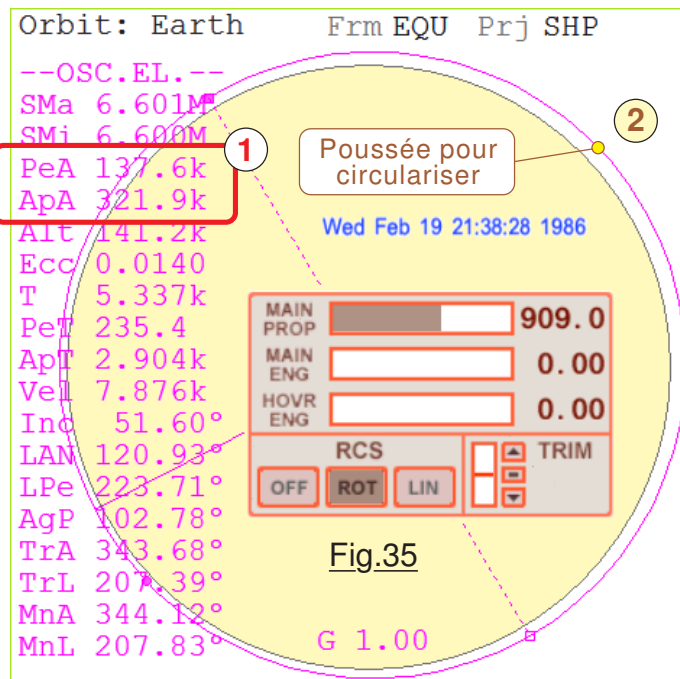 Orbit: Earth Frm EQU Prj SHP
--OSC.EL.--
SMa 6.601M
SMi 6.600M
PeA 137.6k
ApA 321.9k
Alt 141.2k
Ecc 0.0140
T 5.337k
PeT 235.4
ApT 2.904k
Vel 7.876k
Inc 51.60°
LAN 120.93°
LPe 223.71°
AgP 102.78°
TrA 343.68°
TrL 207.39°
MnA 344.12°
MnL 207.83°
1
2
Poussée pour
circulariser
Wed Feb 19 21:38:28 1986
MAIN
PROP 909.0
MAIN
ENG 0.00
HOVR
ENG 0.00
RCS TRIM
OFF ROT LIN
Fig.35
G 1.00